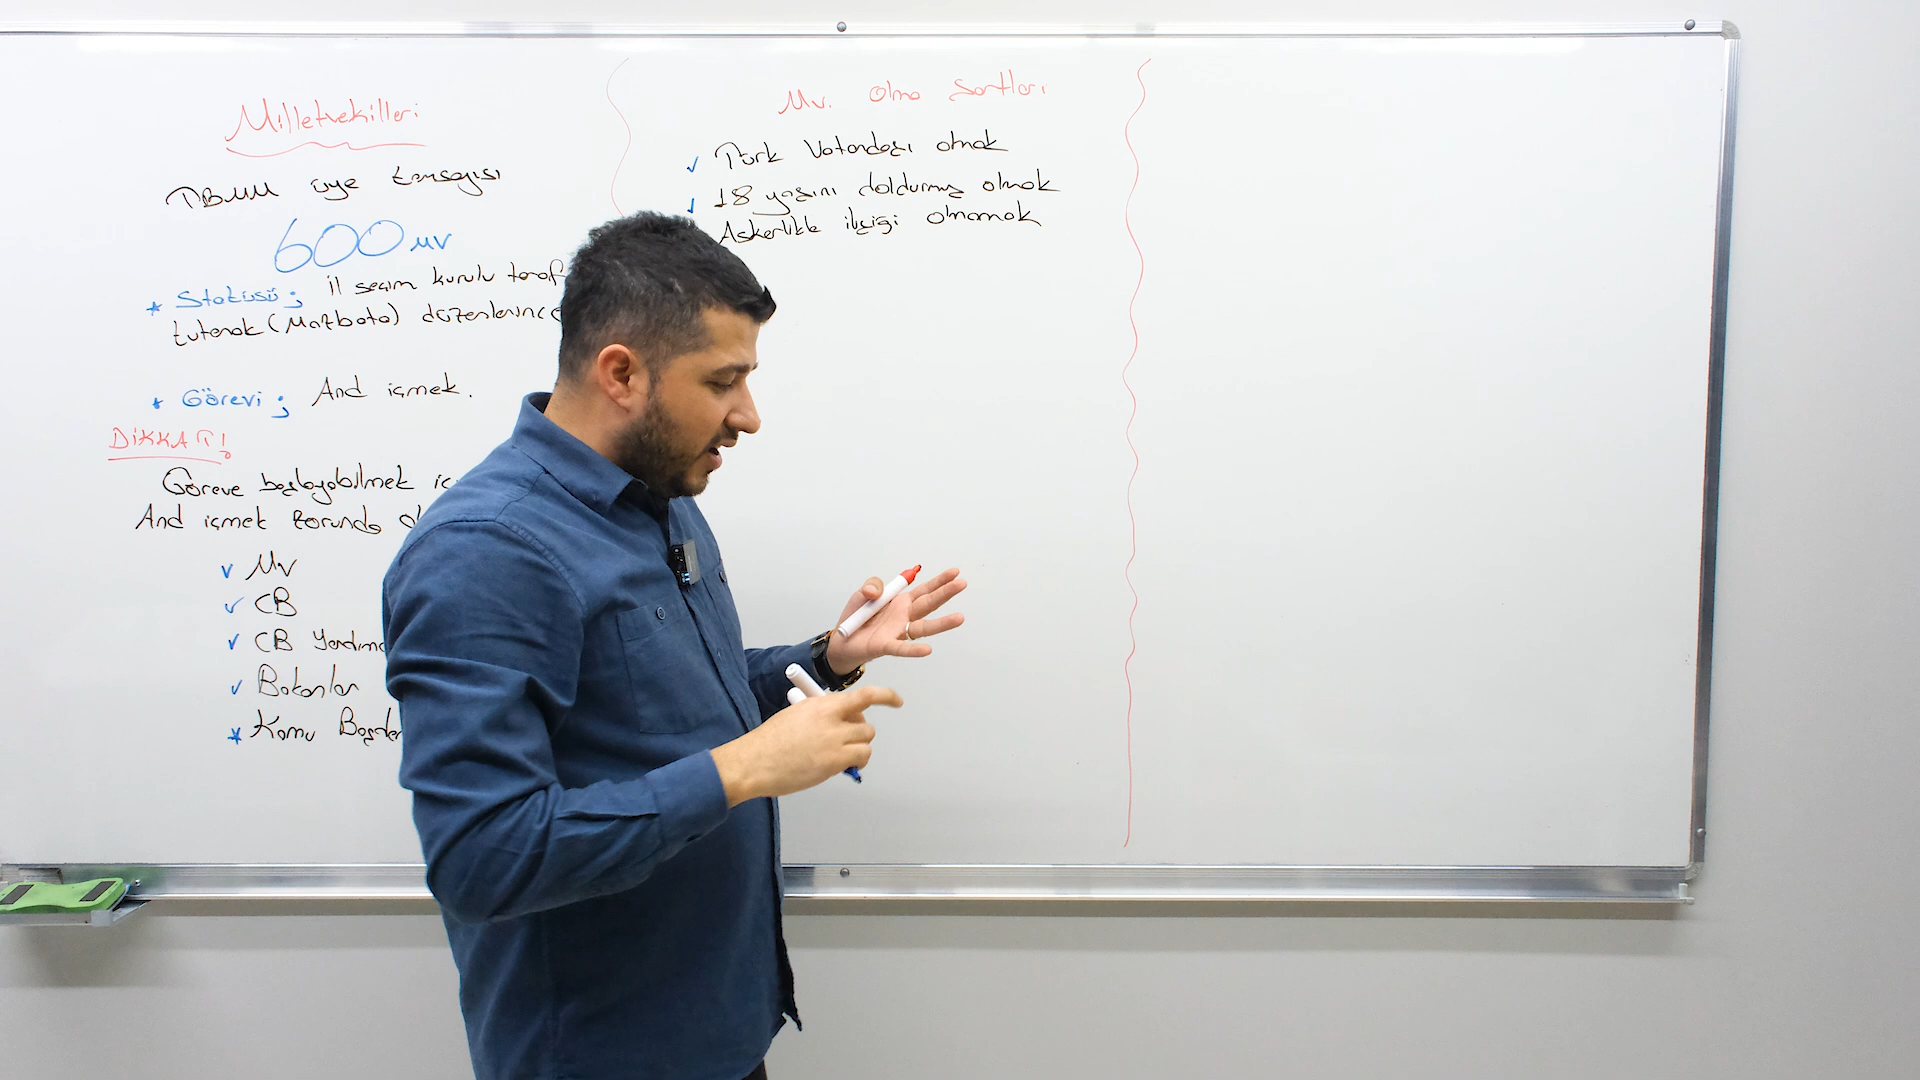 Milletvekilleri
TBMM üye tamsayısı
600 MV
* Statüsü; İl seçim kurulu taraf
tutanak (Mazbata) düzenlenince
* Görevi; And içmek.
DİKKAT!
Göreve başlayabilmek iç
And içmek zorunda ol
✓ Mv
✓ CB
✓ CB Yardımc
✓ Bakanlar
* Kamu Başden
Mv. Olma Şartları
✓ Türk Vatandaşı olmak
✓ 18 yaşını doldurmuş olmak
Askerlikle ilişiği olmamak